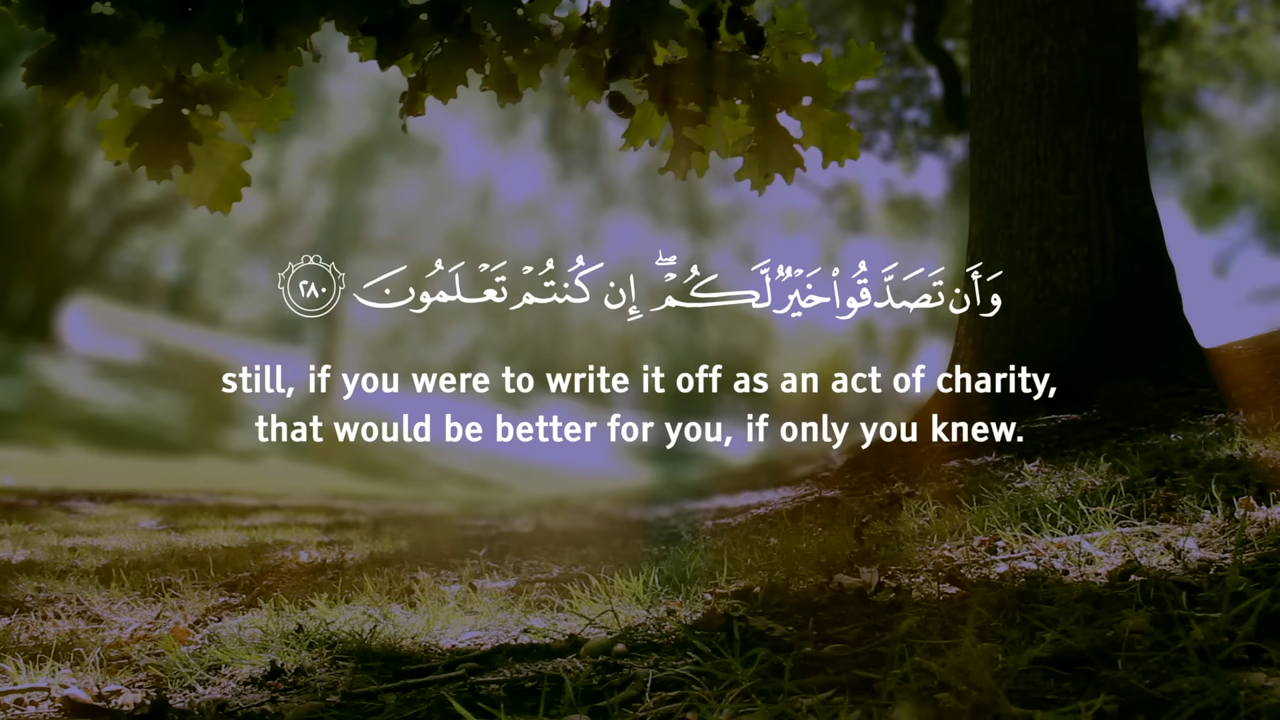 وَأَن تَصَدَّقُوا۟ خَيْرٌ لَّكُمْ ۖ إِن كُنتُمْ تَعْلَمُونَ ٢٨٠
still, if you were to write it off as an act of charity,
that would be better for you, if only you knew.